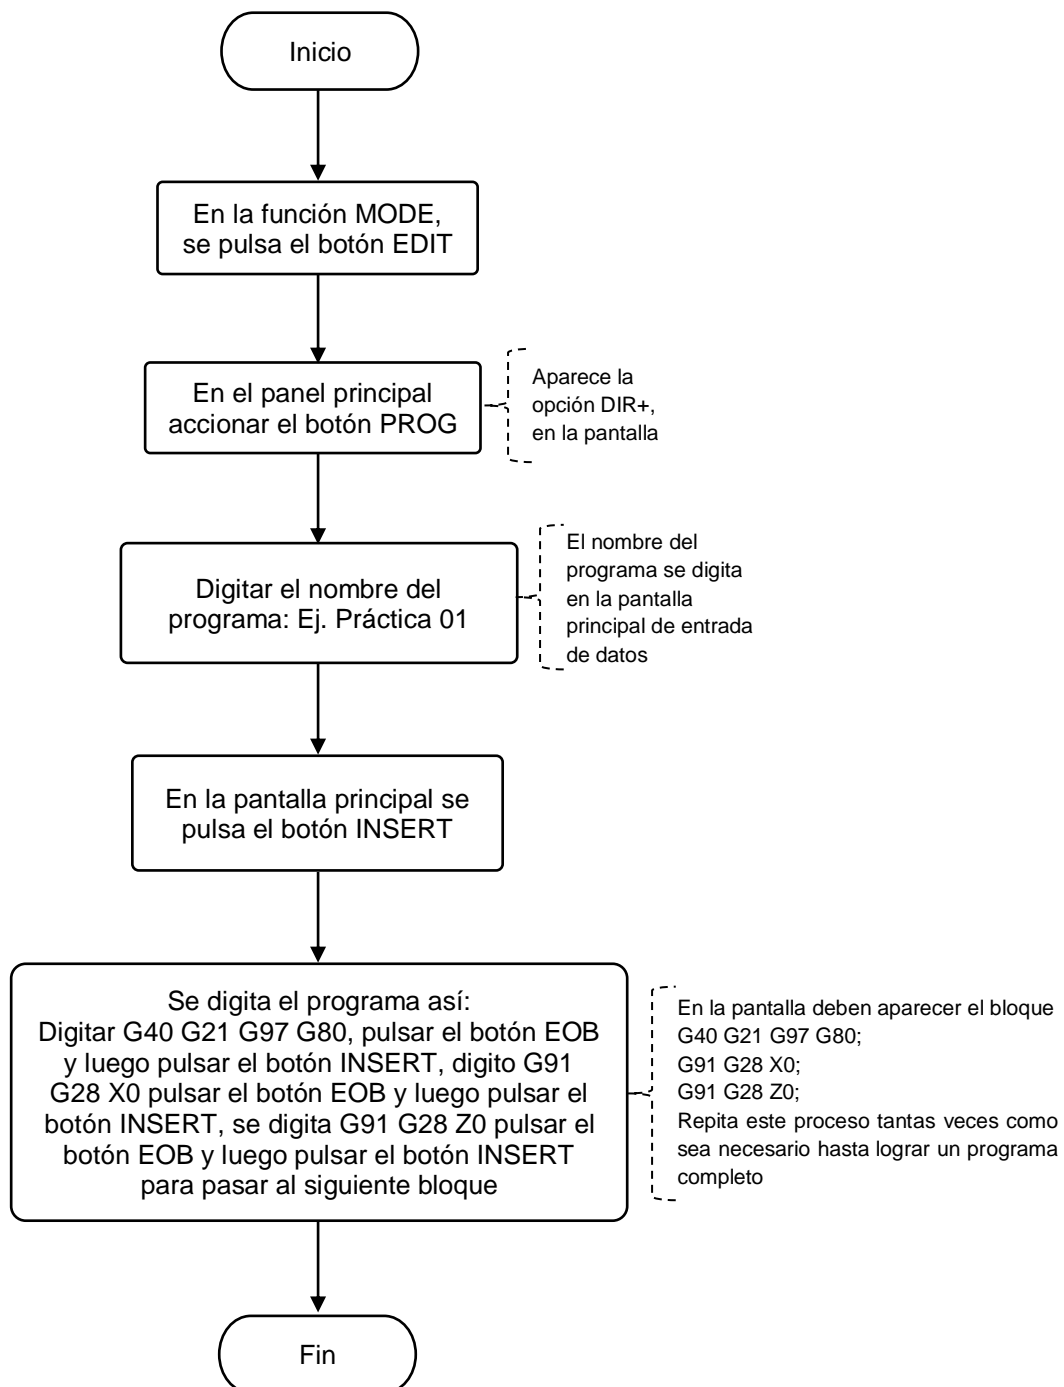 Inicio
En la función MODE,
se pulsa el botón EDIT
En el panel principal
accionar el botón PROG
Aparece la
opción DIR+,
en la pantalla
Digitar el nombre del
programa: Ej. Práctica 01
El nombre del
programa se digita
en la pantalla
principal de entrada
de datos
En la pantalla principal se
pulsa el botón INSERT
Se digita el programa así:
Digitar G40 G21 G97 G80, pulsar el botón EOB
y luego pulsar el botón INSERT, digito G91
G28 X0 pulsar el botón EOB y luego pulsar el
botón INSERT, se digita G91 G28 Z0 pulsar el
botón EOB y luego pulsar el botón INSERT
para pasar al siguiente bloque
En la pantalla deben aparecer el bloque
G40 G21 G97 G80;
G91 G28 X0;
G91 G28 Z0;
Repita este proceso tantas veces como
sea necesario hasta lograr un programa
completo
Fin